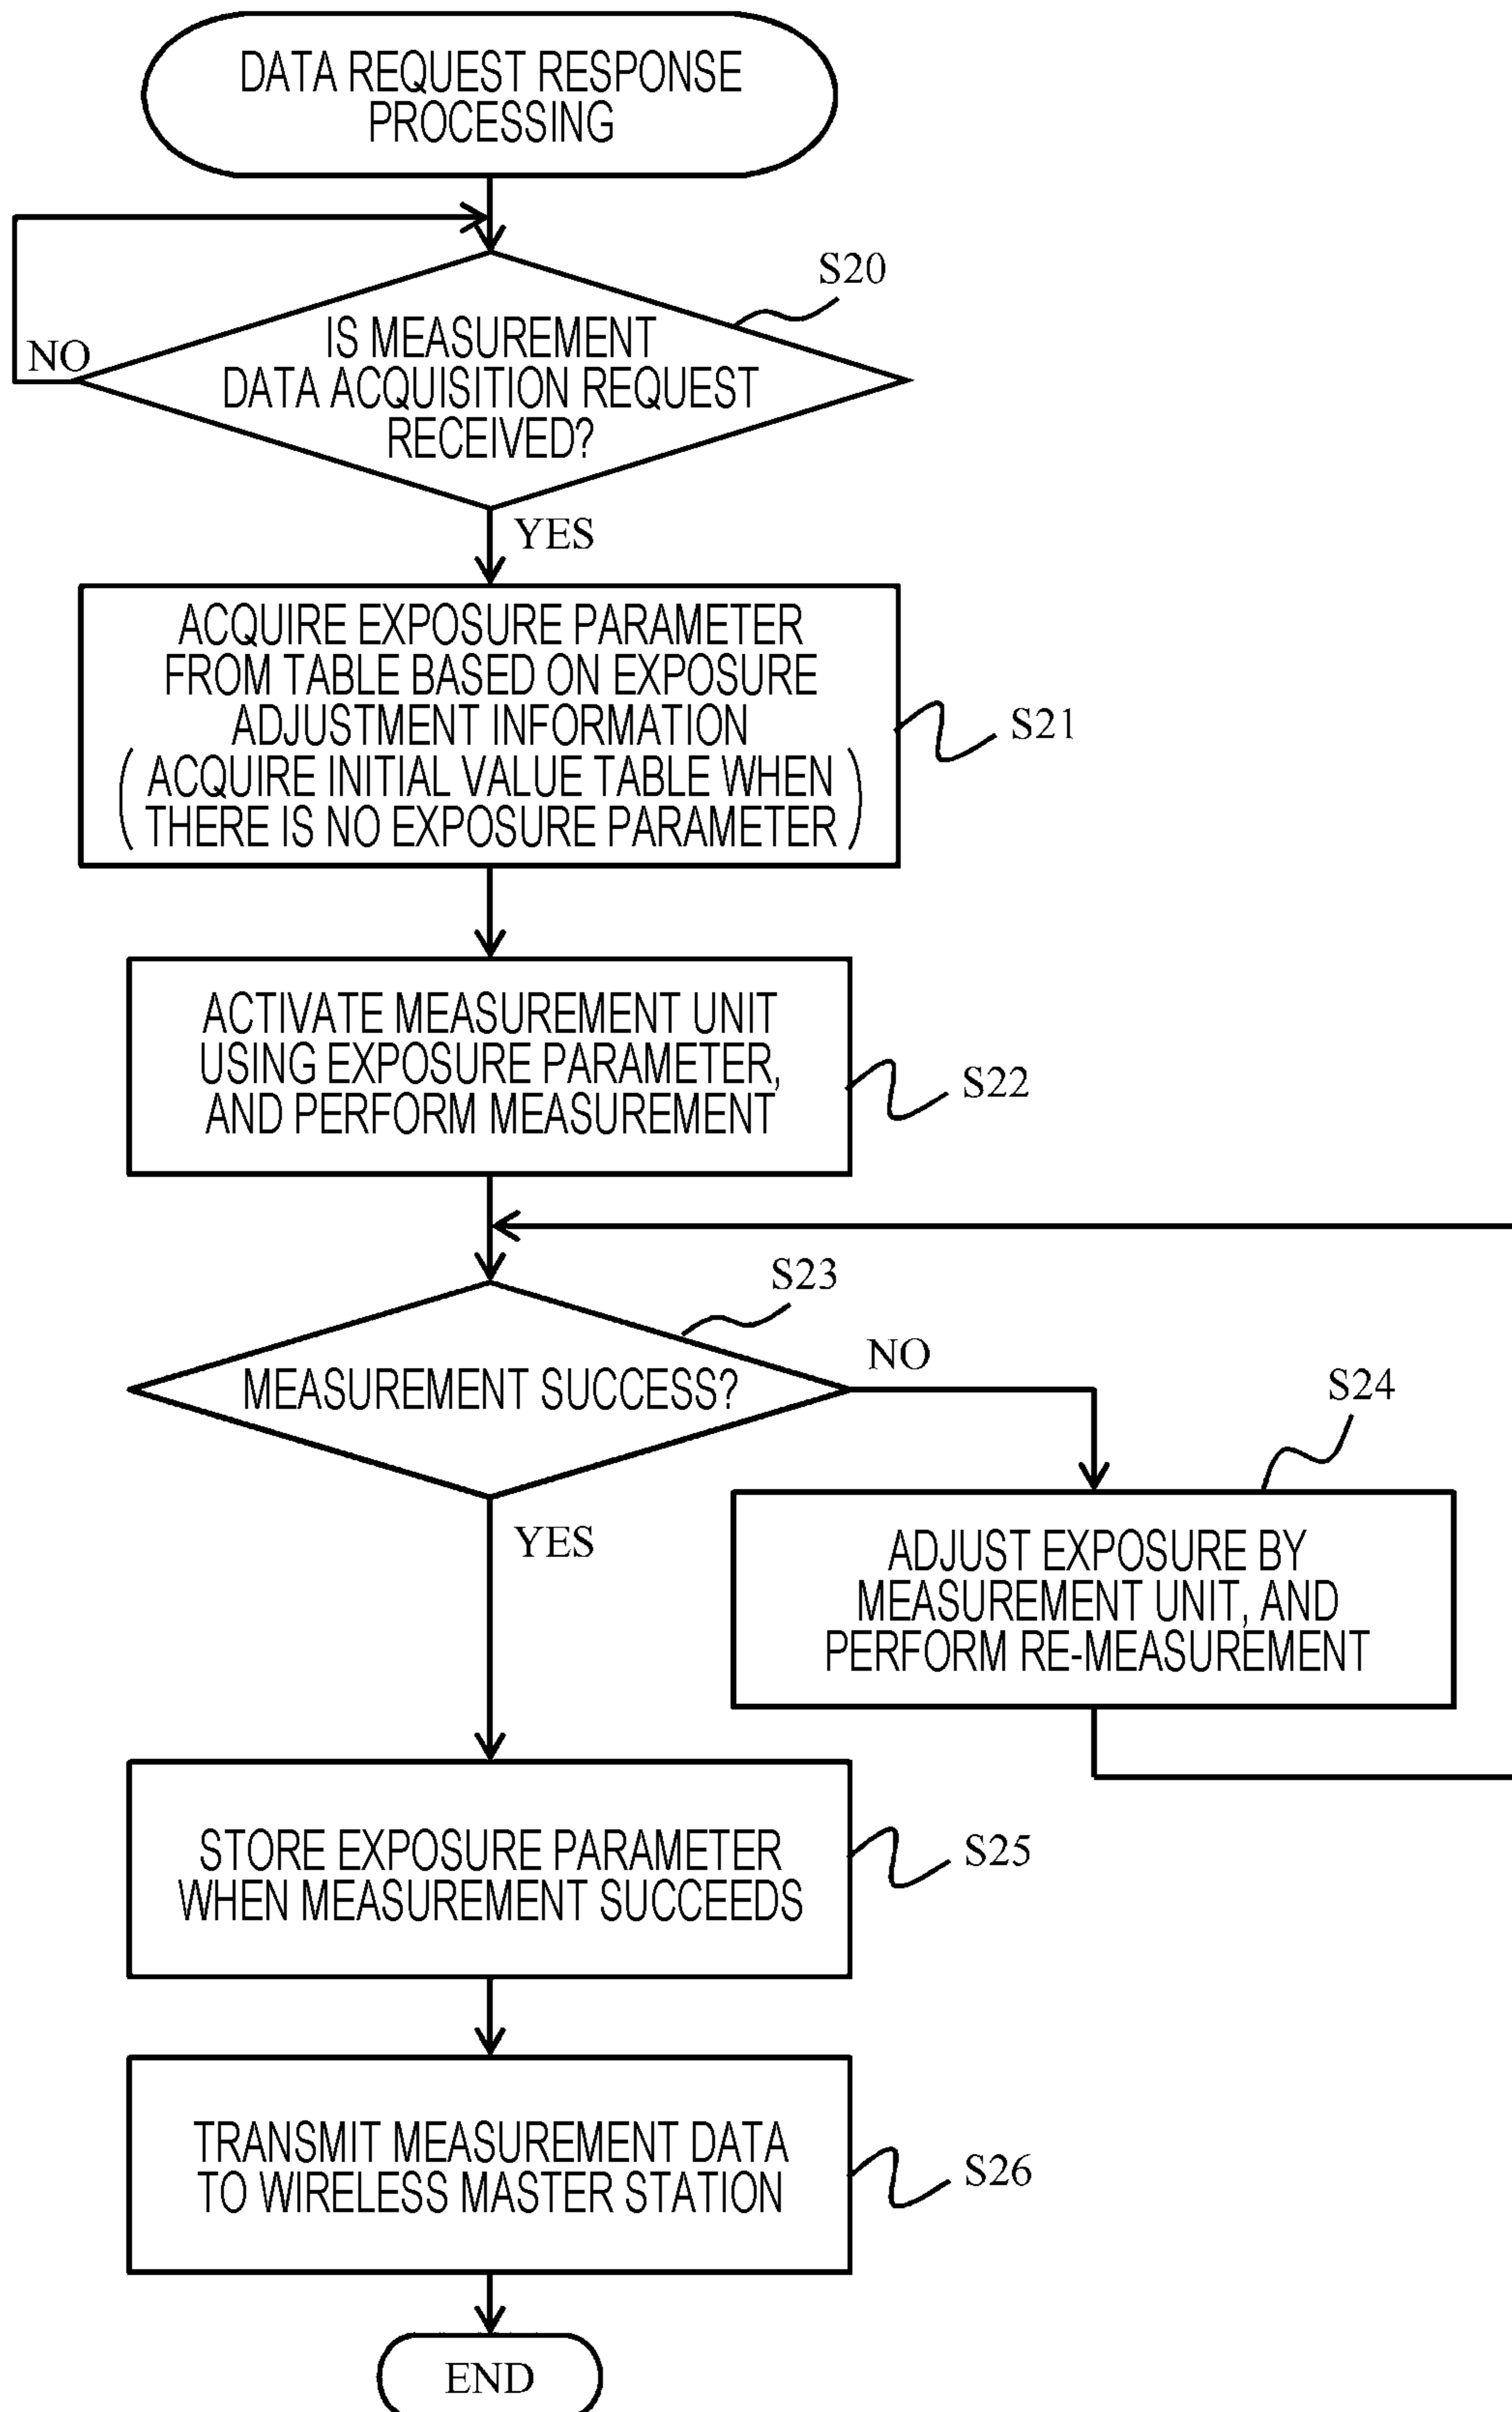 DATA REQUEST RESPONSE
PROCESSING
S20
IS MEASUREMENT
DATA ACQUISITION REQUEST
RECEIVED?
NO
YES
ACQUIRE EXPOSURE PARAMETER
FROM TABLE BASED ON EXPOSURE
ADJUSTMENT INFORMATION
( ACQUIRE INITIAL VALUE TABLE WHEN
THERE IS NO EXPOSURE PARAMETER )
S21
ACTIVATE MEASUREMENT UNIT
USING EXPOSURE PARAMETER,
AND PERFORM MEASUREMENT
S22
S23
MEASUREMENT SUCCESS?
NO
YES
S24
ADJUST EXPOSURE BY
MEASUREMENT UNIT, AND
PERFORM RE-MEASUREMENT
STORE EXPOSURE PARAMETER
WHEN MEASUREMENT SUCCEEDS
S25
TRANSMIT MEASUREMENT DATA
TO WIRELESS MASTER STATION
S26
END